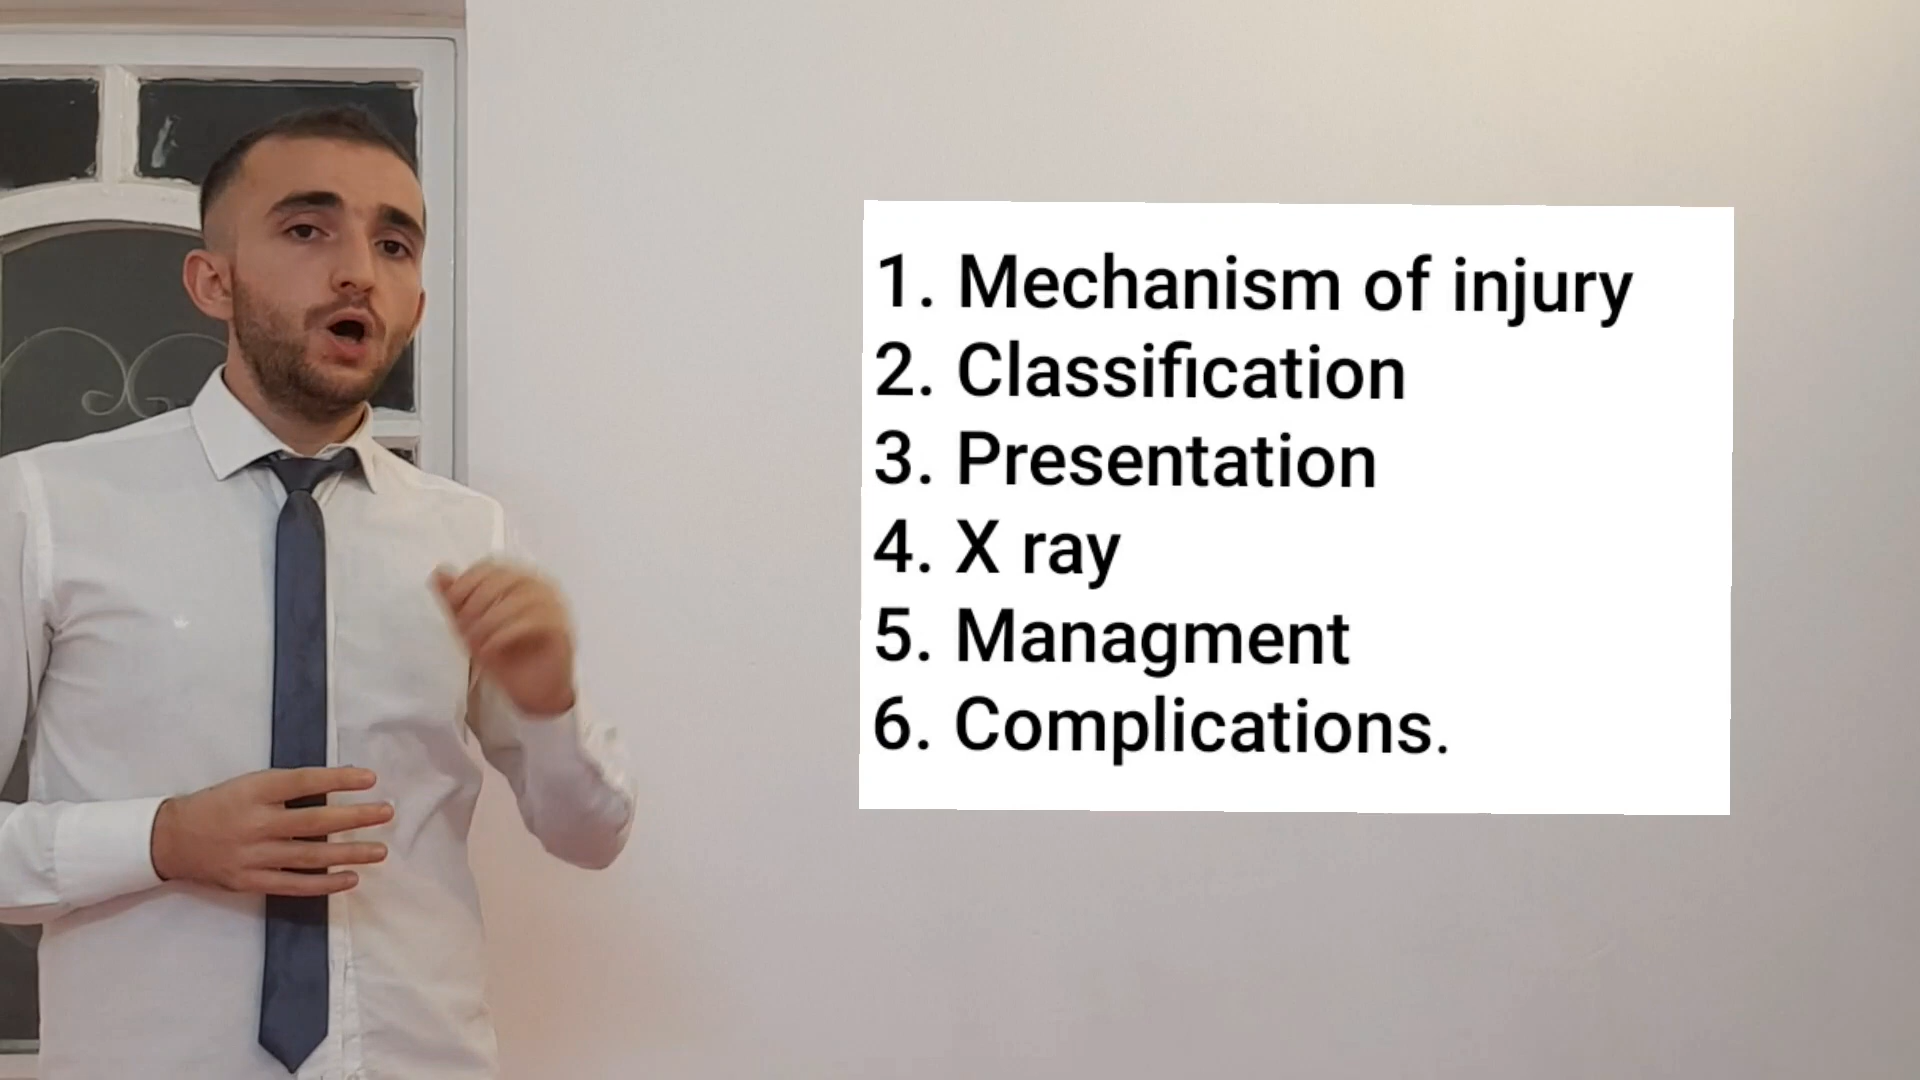 1. Mechanism of injury
2. Classification
3. Presentation
4. X ray
5. Managment
6. Complications.